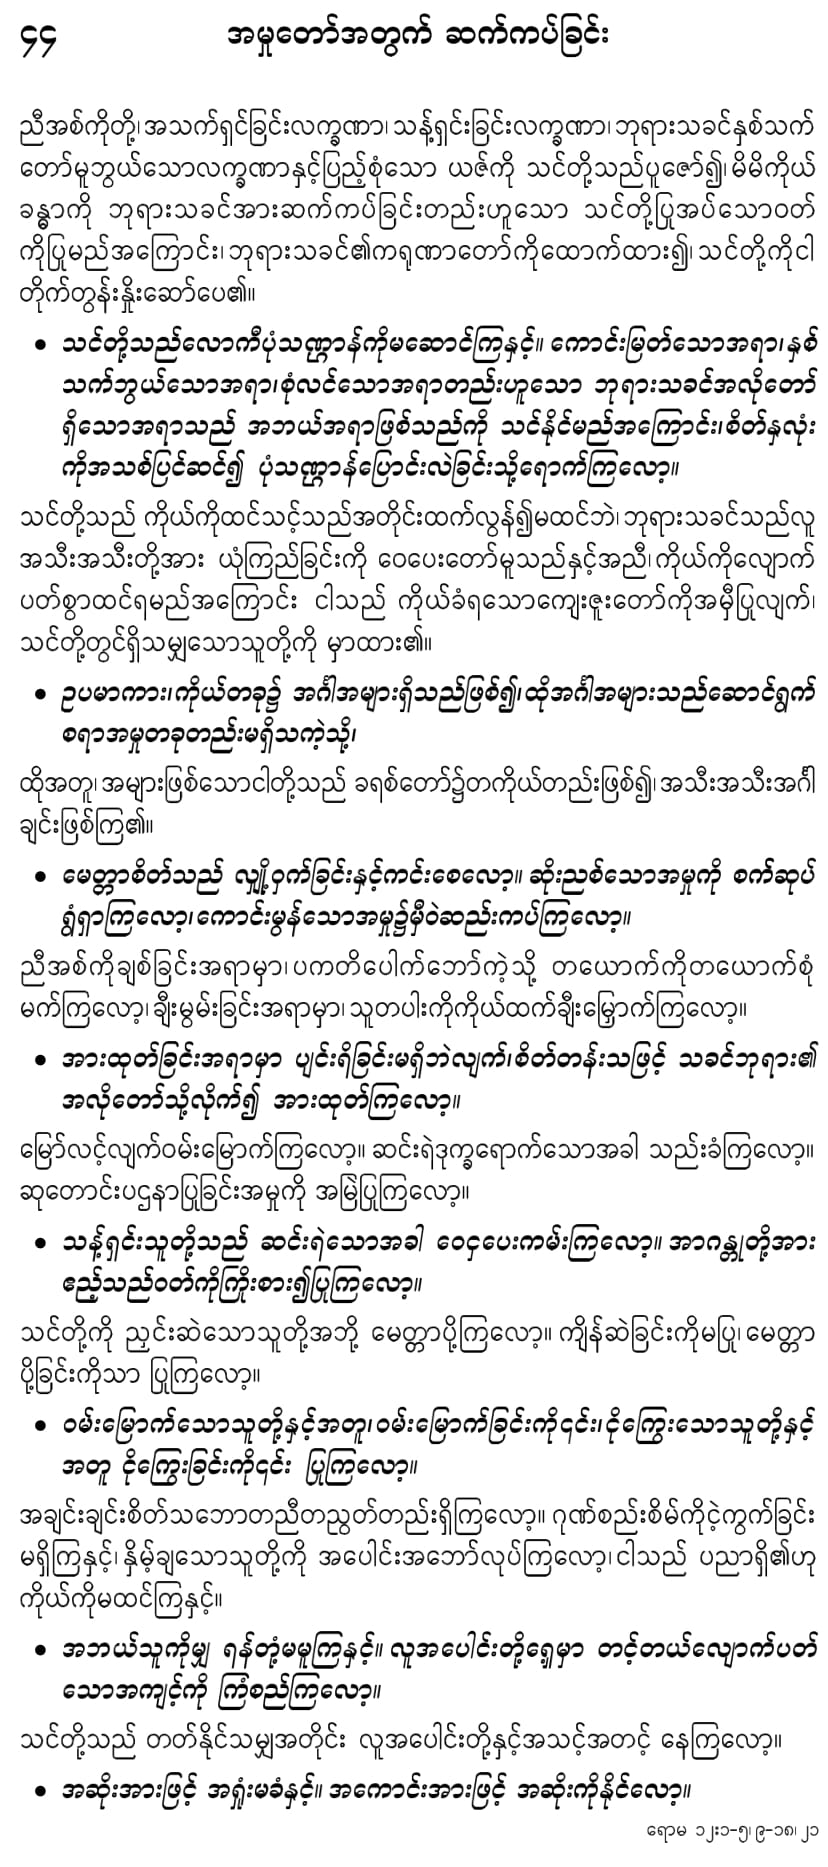 ၄၄ အမှုတော်အတွက် ဆက်ကပ်ခြင်း
ညီအစ်ကိုတို့၊ အသက်ရှင်ခြင်းလက္ခဏာ၊ သန့်ရှင်းခြင်းလက္ခဏာ၊ ဘုရားသခင်နှစ်သက်
တော်မူဘွယ်သောလက္ခဏာနှင့်ပြည့်စုံသော ယဇ်ကို သင်တို့သည်ပူဇော်၍၊ မိမိကိုယ်
ခန္ဓာကို ဘုရားသခင်အားဆက်ကပ်ခြင်းတည်းဟူသော သင်တို့ပြုအပ်သောဝတ်
ကိုပြုမည်အကြောင်း၊ ဘုရားသခင်၏ကရုဏာတော်ကိုထောက်ထား၍၊ သင်တို့ကိုငါ
တိုက်တွန်းနှိုးဆော်ပေ၏။
• သင်တို့သည်လောကီပုံသဏ္ဌာန်ကိုမဆောင်ကြနှင့်။ ကောင်းမြတ်သောအရာ၊ နှစ်
သက်ဘွယ်သောအရာ၊ စုံလင်သောအရာတည်းဟူသော ဘုရားသခင်အလိုတော်
ရှိသောအရာသည် အဘယ်အရာဖြစ်သည်ကို သင်နိုင်မည်အကြောင်း၊ စိတ်နှလုံး
ကိုအသစ်ပြင်ဆင်၍ ပုံသဏ္ဌာန်ပြောင်းလဲခြင်းသို့ရောက်ကြလော့။
သင်တို့သည် ကိုယ်ကိုထင်သင့်သည်အတိုင်းထက်လွန်၍မထင်ဘဲ၊ ဘုရားသခင်သည်လူ
အသီးအသီးတို့အား ယုံကြည်ခြင်းကို ဝေပေးတော်မူသည်နှင့်အညီ၊ ကိုယ်ကိုလျောက်
ပတ်စွာထင်ရမည်အကြောင်း ငါသည် ကိုယ်ခံရသောကျေးဇူးတော်ကိုအမှီပြုလျက်၊
သင်တို့တွင်ရှိသမျှသောသူတို့ကို မှာထား၏။
• ဥပမာကား၊ ကိုယ်တခု၌ အင်္ဂါအများရှိသည်ဖြစ်၍၊ ထိုအင်္ဂါအများသည်ဆောင်ရွက်
စရာအမှုတခုတည်းမရှိသကဲ့သို့၊
ထိုအတူ၊ အများဖြစ်သောငါတို့သည် ခရစ်တော်၌တကိုယ်တည်းဖြစ်၍၊ အသီးအသီးအင်္ဂါ
ချင်းဖြစ်ကြ၏။
• မေတ္တာစိတ်သည် လျှို့ဝှက်ခြင်းနှင့်ကင်းစေလော့။ ဆိုးညစ်သောအမှုကို စက်ဆုပ်
ရွံရှာကြလော့၊ ကောင်းမွန်သောအမှု၌မှီဝဲဆည်းကပ်ကြလော့။
ညီအစ်ကိုချစ်ခြင်းအရာမှာ၊ ပကတိပေါက်ဘော်ကဲ့သို့ တယောက်ကိုတယောက်စုံ
မက်ကြလော့၊ ချီးမွမ်းခြင်းအရာမှာ၊ သူတပါးကိုကိုယ်ထက်ချီးမြှောက်ကြလော့။
• အားထုတ်ခြင်းအရာမှာ ပျင်းရိခြင်းမရှိဘဲလျက်၊ စိတ်တန်းသဖြင့် သခင်ဘုရား၏
အလိုတော်သို့လိုက်၍ အားထုတ်ကြလော့။
မြော်လင့်လျက်ဝမ်းမြောက်ကြလော့။ ဆင်းရဲဒုက္ခရောက်သောအခါ သည်းခံကြလော့။
ဆုတောင်းပဌနာပြုခြင်းအမှုကို အမြဲပြုကြလော့။
• သန့်ရှင်းသူတို့သည် ဆင်းရဲသောအခါ ဝေငှပေးကမ်းကြလော့။ အာဂန္တုတို့အား
ဧည့်သည်ဝတ်ကိုကြိုးစား၍ပြုကြလော့။
သင်တို့ကို ညှင်းဆဲသောသူတို့အဘို့ မေတ္တာပို့ကြလော့။ ကျိန်ဆဲခြင်းကိုမပြု၊ မေတ္တာ
ပို့ခြင်းကိုသာ ပြုကြလော့။
• ဝမ်းမြောက်သောသူတို့နှင့်အတူ၊ ဝမ်းမြောက်ခြင်းကို၎င်း၊ ငိုကြွေးသောသူတို့နှင့်
အတူ ငိုကြွေးခြင်းကို၎င်း ပြုကြလော့။
အချင်းချင်းစိတ်သဘောတညီတညွတ်တည်းရှိကြလော့။ ဂုဏ်စည်းစိမ်ကိုငဲ့ကွက်ခြင်း
မရှိကြနှင့်၊ နှိမ့်ချသောသူတို့ကို အပေါင်းအဘော်လုပ်ကြလော့၊ ငါသည် ပညာရှိ၏ဟု
ကိုယ်ကိုမထင်ကြနှင့်။
• အဘယ်သူကိုမျှ ရန်တုံ့မမူကြနှင့်။ လူအပေါင်းတို့ရှေ့မှာ တင့်တယ်လျောက်ပတ်
သောအကျင့်ကို ကြံစည်ကြလော့။
သင်တို့သည် တတ်နိုင်သမျှအတိုင်း လူအပေါင်းတို့နှင့်အသင့်အတင့် နေကြလော့။
• အဆိုးအားဖြင့် အရှုံးမခံနှင့်။ အကောင်းအားဖြင့် အဆိုးကိုနိုင်လော့။
ရောမ ၁၂း၁-၅၊ ၉-၁၈၊ ၂၁